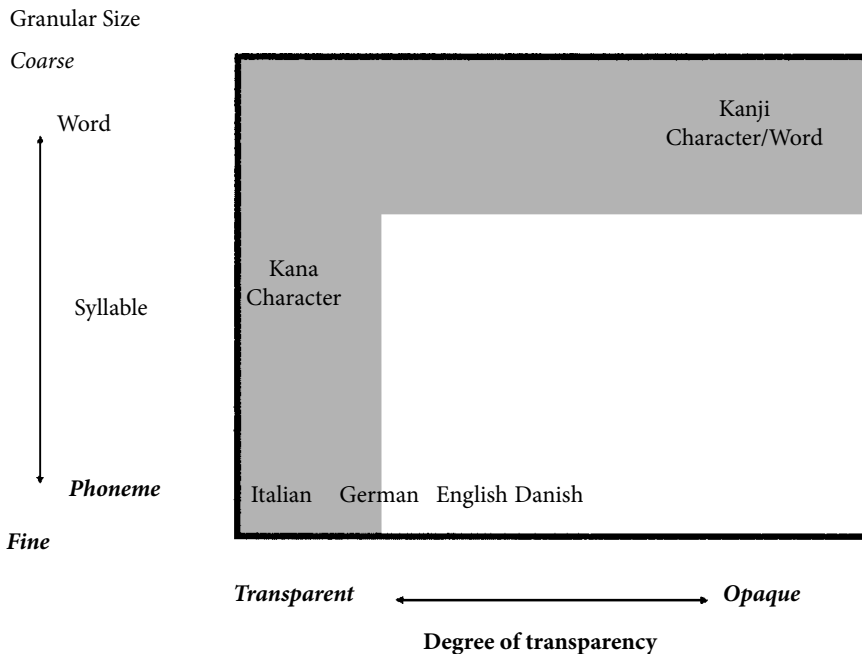 Granular Size
Coarse
Word
Kanji
Character/Word
Kana
Character
Syllable
Phoneme
Italian German English Danish
Fine
Transparent Opaque
Degree of transparency